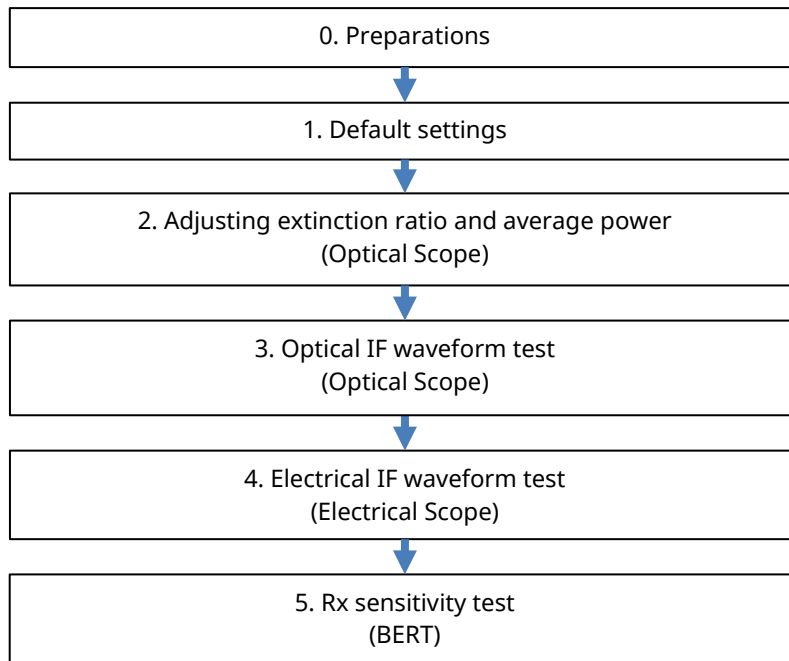 0. Preparations
1. Default settings
2. Adjusting extinction ratio and average power
(Optical Scope)
3. Optical IF waveform test
(Optical Scope)
4. Electrical IF waveform test
(Electrical Scope)
5. Rx sensitivity test
(BERT)